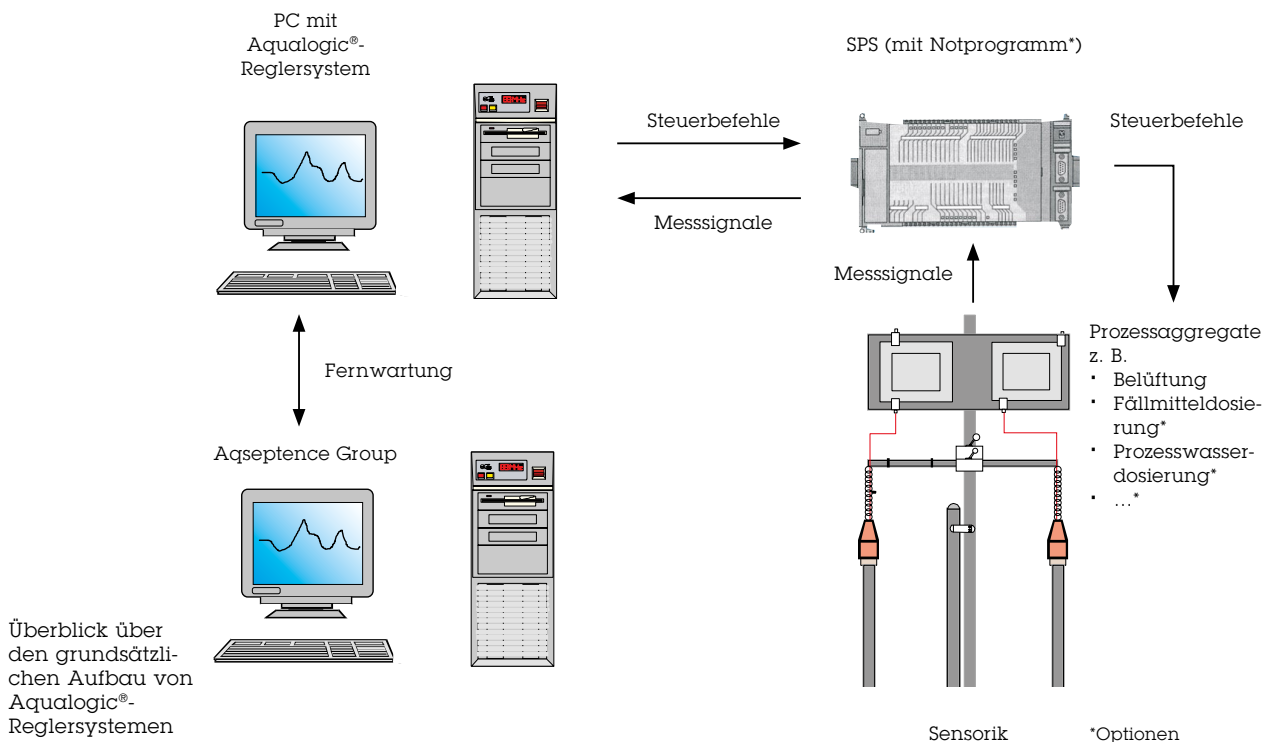 PC mit
Aqualogic®-
Reglersystem
SPS (mit Notprogramm*)
Steuerbefehle
Messsignale
Steuerbefehle
Messsignale
Fernwartung
Prozessaggregate
z. B.
· Belüftung
· Fällmitteldosie-
rung*
· Prozesswasser-
dosierung*
· …*
Aqseptence Group
Überblick über
den grundsätzli-
chen Aufbau von
Aqualogic®-
Reglersystemen
Sensorik
*Optionen